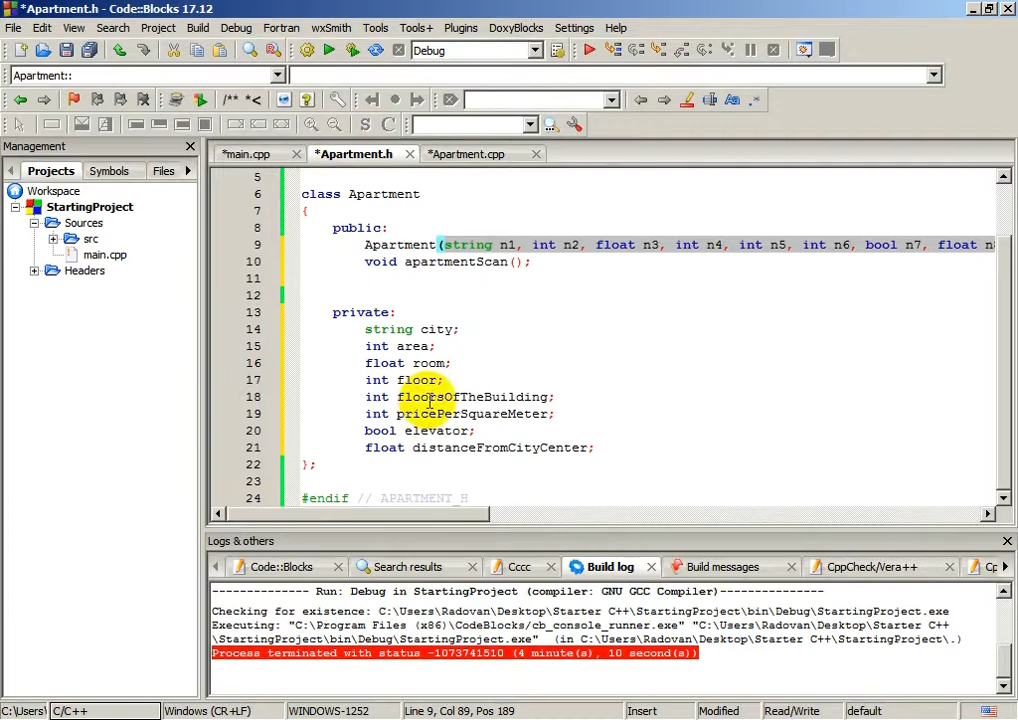 *Apartment.h - Code::Blocks 17.12
File Edit View Search Project Build Debug Fortran wxSmith Tools Tools+ Plugins DoxyBlocks Settings Help
Debug
Apartment::
/** *<
S C
Management
*main.cpp *Apartment.h *Apartment.cpp
Projects Symbols Files
Workspace
StartingProject
Sources
src
main.cpp
Headers
5
6 class Apartment
7 {
8 public:
9 Apartment(string n1, int n2, float n3, int n4, int n5, int n6, bool n7, float n8
10 void apartmentScan();
11
12
13 private:
14 string city;
15 int area;
16 float room;
17 int floor;
18 int floorsOfTheBuilding;
19 int pricePerSquareMeter;
20 bool elevator;
21 float distanceFromCityCenter;
22 };
23
24 #endif // APARTMENT_H
Logs & others
Code::Blocks Search results Cccc Build log Build messages CppCheck/Vera++ Cp
-------------- Run: Debug in StartingProject (compiler: GNU GCC Compiler)---------------
Checking for existence: C:\Users\Radovan\Desktop\Starter C++\StartingProject\bin\Debug\StartingProject.exe
Executing: "C:\Program Files (x86)\CodeBlocks/cb_console_runner.exe" "C:\Users\Radovan\Desktop\Starter C++
\StartingProject\bin\Debug\StartingProject.exe" (in C:\Users\Radovan\Desktop\Starter C++\StartingProject\.)
Process terminated with status -1073741510 (4 minute(s), 10 second(s))
C:\Users\ C/C++ Windows (CR+LF) WINDOWS-1252 Line 9, Col 89, Pos 189 Insert Modified Read/Write default